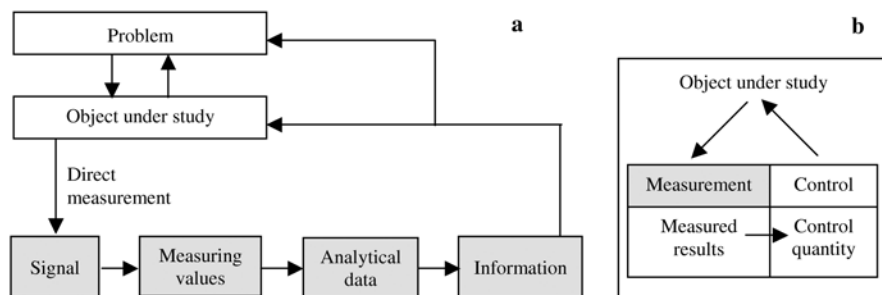 a
Problem
Object under study
Direct
measurement
Signal
Measuring
values
Analytical
data
Information
b
Object under study
Measurement
Control
Measured
results
Control
quantity